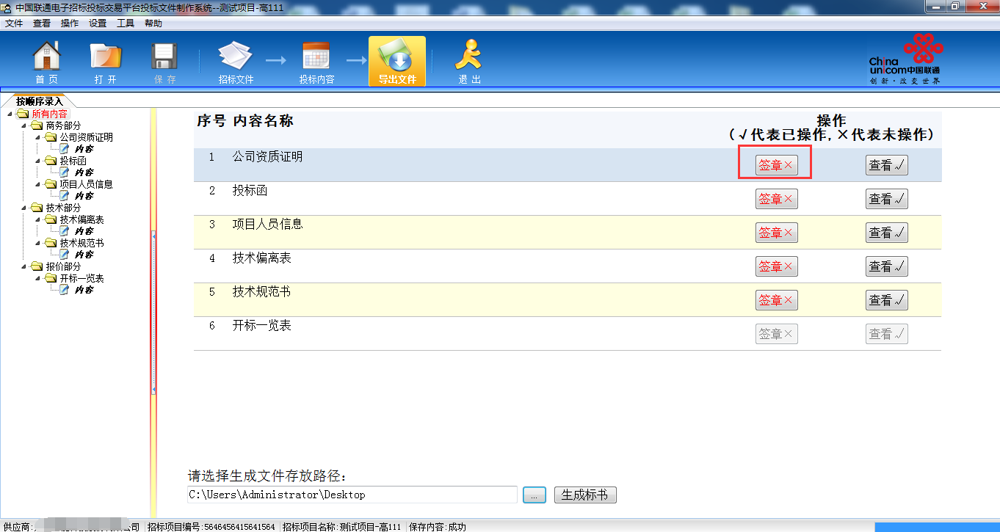 中国联通电子招标投标交易平台投标文件制作系统--测试项目-高111
文件 查看 操作 设置 工具 帮助
首 页 打 开 保 存 招标文件 投标内容 导出文件 退 出
China unicom中国联通
创新·改变世界
按顺序录入
所有内容
商务部分
公司资质证明
内容
投标函
内容
项目人员信息
内容
技术部分
技术偏离表
内容
技术规范书
内容
报价部分
开标一览表
内容
序号 内容名称 操作
(√代表已操作,×代表未操作)
1 公司资质证明 签章× 查看√
2 投标函 签章× 查看√
3 项目人员信息 签章× 查看√
4 技术偏离表 签章× 查看√
5 技术规范书 签章× 查看√
6 开标一览表 签章× 查看√
请选择生成文件存放路径:
C:\Users\Administrator\Desktop ... 生成标书
供应商: 公司 招标项目编号:5646456415641564 招标项目名称:测试项目-高111 保存内容:成功